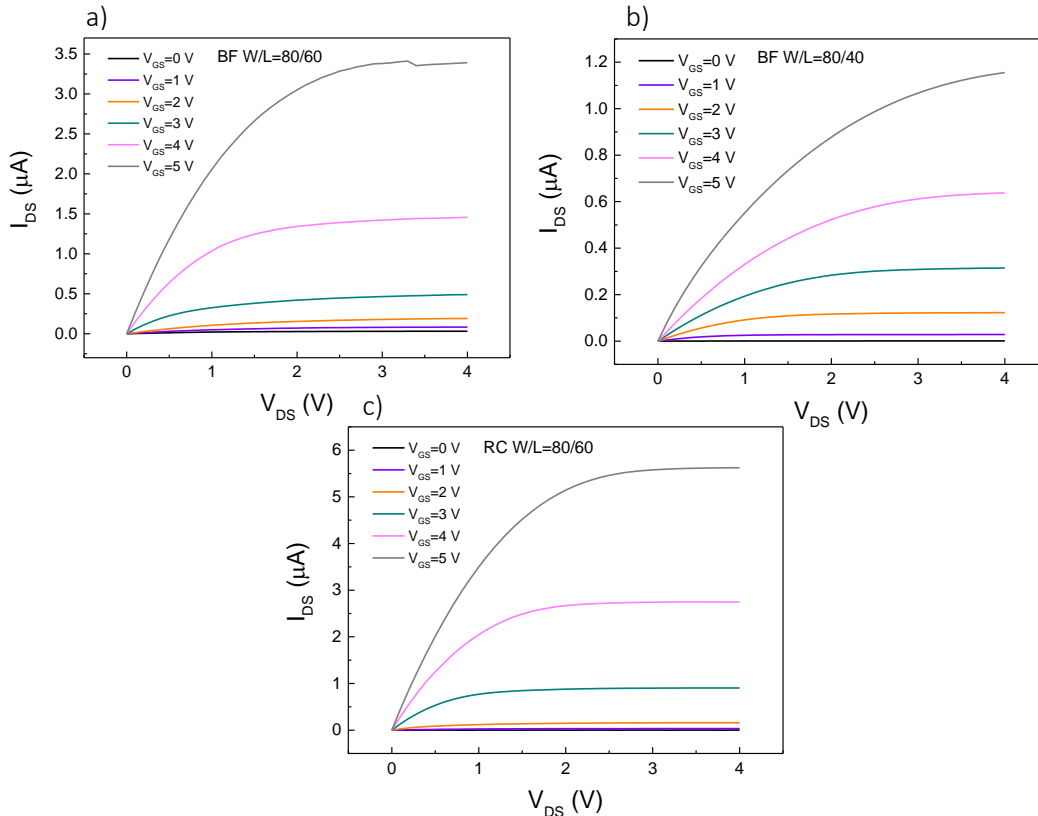 a)
BF W/L=80/60
V_GS=0 V
V_GS=1 V
V_GS=2 V
V_GS=3 V
V_GS=4 V
V_GS=5 V
3.5
3.0
2.5
2.0
1.5
1.0
0.5
0.0
I_DS (μA)
0 1 2 3 4
V_DS (V)
b)
BF W/L=80/40
V_GS=0 V
V_GS=1 V
V_GS=2 V
V_GS=3 V
V_GS=4 V
V_GS=5 V
1.2
1.0
0.8
0.6
0.4
0.2
0.0
I_DS (μA)
0 1 2 3 4
V_DS (V)
c)
RC W/L=80/60
V_GS=0 V
V_GS=1 V
V_GS=2 V
V_GS=3 V
V_GS=4 V
V_GS=5 V
6
5
4
3
2
1
0
I_DS (μA)
0 1 2 3 4
V_DS (V)